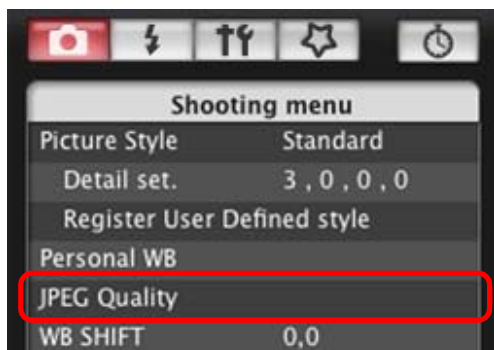 Shooting menu
Picture Style Standard
Detail set. 3 , 0 , 0 , 0
Register User Defined style
Personal WB
JPEG Quality
WB SHIFT 0,0